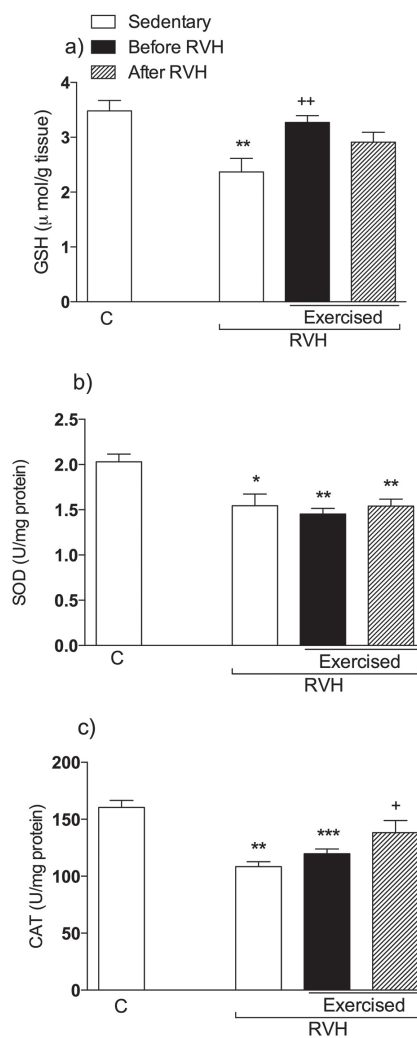 Sedentary
a) Before RVH
After RVH
4
3
2
1
0
GSH (μ mol/g tissue)
**
++
C
Exercised
RVH
b)
2.5
2.0
1.5
1.0
0.5
0.0
SOD (U/mg protein)
*
**
**
C
Exercised
RVH
c)
200
150
100
50
0
CAT (U/mg protein)
**
***
+
C
Exercised
RVH